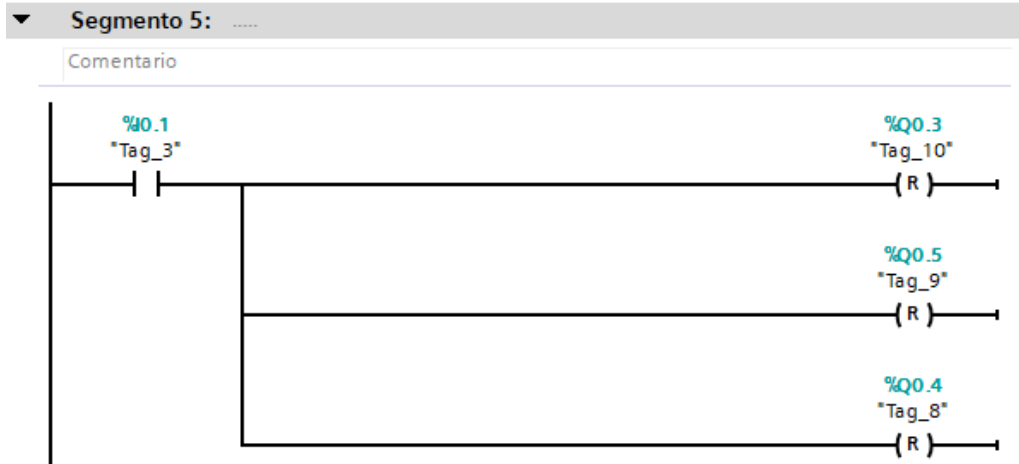 Segmento 5: .....
Comentario
%I0.1
"Tag_3"
%Q0.3
"Tag_10"
R
%Q0.5
"Tag_9"
R
%Q0.4
"Tag_8"
R